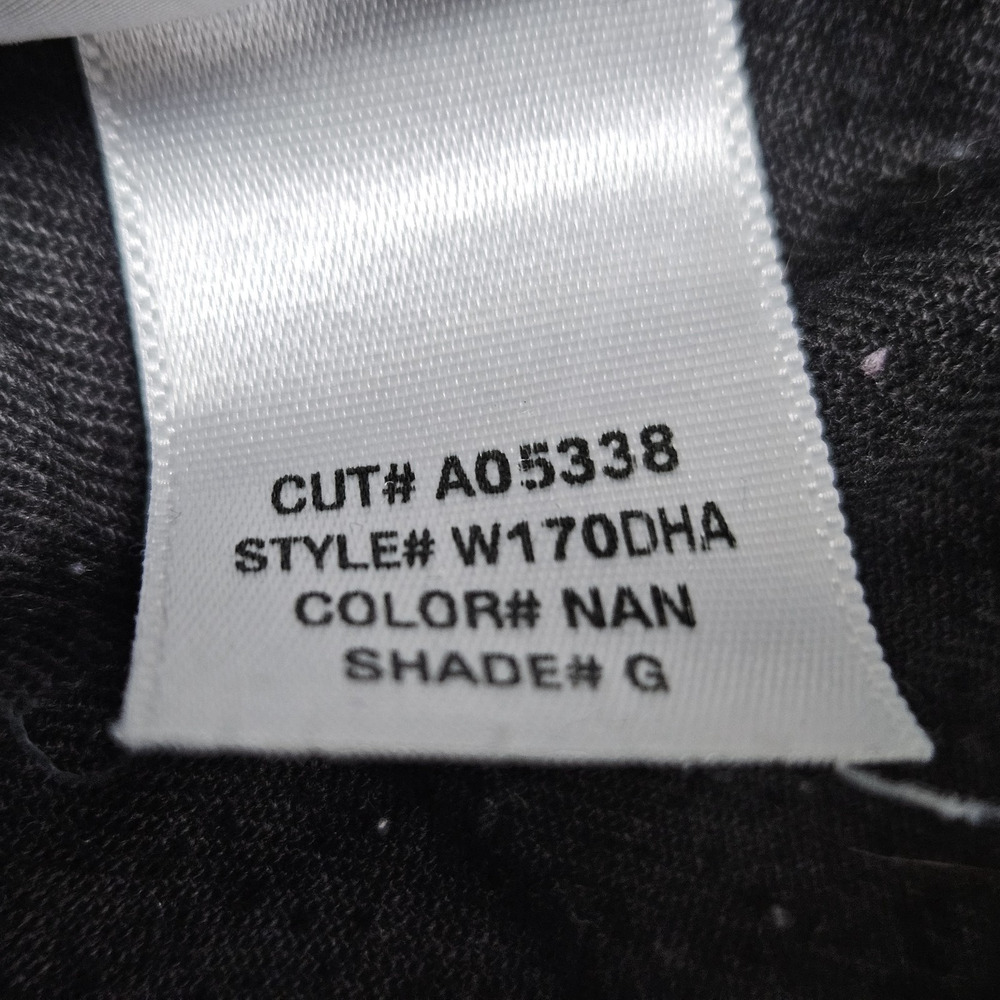 CUT# A05338
STYLE# W170DHA
COLOR# NAN
SHADE# G